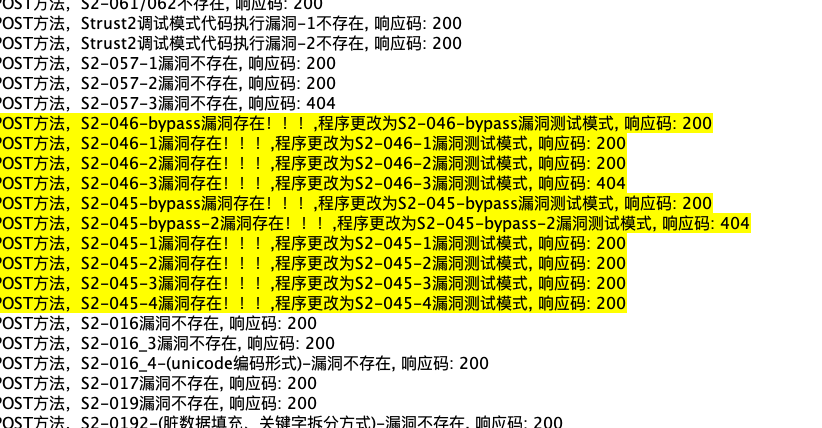 POST方法，S2-061/062不存在, 响应码: 200
POST方法，Strust2调试模式代码执行漏洞-1不存在, 响应码: 200
POST方法，Strust2调试模式代码执行漏洞-2不存在, 响应码: 200
POST方法，S2-057-1漏洞不存在, 响应码: 200
POST方法，S2-057-2漏洞不存在, 响应码: 200
POST方法，S2-057-3漏洞不存在, 响应码: 404
POST方法，S2-046-bypass漏洞存在！！！,程序更改为S2-046-bypass漏洞测试模式, 响应码: 200
POST方法，S2-046-1漏洞存在！！！,程序更改为S2-046-1漏洞测试模式, 响应码: 200
POST方法，S2-046-2漏洞存在！！！,程序更改为S2-046-2漏洞测试模式, 响应码: 200
POST方法，S2-046-3漏洞存在！！！,程序更改为S2-046-3漏洞测试模式, 响应码: 404
POST方法，S2-045-bypass漏洞存在！！！,程序更改为S2-045-bypass漏洞测试模式, 响应码: 200
POST方法，S2-045-bypass-2漏洞存在！！！,程序更改为S2-045-bypass-2漏洞测试模式, 响应码: 404
POST方法，S2-045-1漏洞存在！！！,程序更改为S2-045-1漏洞测试模式, 响应码: 200
POST方法，S2-045-2漏洞存在！！！,程序更改为S2-045-2漏洞测试模式, 响应码: 200
POST方法，S2-045-3漏洞存在！！！,程序更改为S2-045-3漏洞测试模式, 响应码: 200
POST方法，S2-045-4漏洞存在！！！,程序更改为S2-045-4漏洞测试模式, 响应码: 200
POST方法，S2-016漏洞不存在, 响应码: 200
POST方法，S2-016_3漏洞不存在, 响应码: 200
POST方法，S2-016_4-(unicode编码形式)-漏洞不存在, 响应码: 200
POST方法，S2-017漏洞不存在, 响应码: 200
POST方法，S2-019漏洞不存在, 响应码: 200
POST方法，S2-0192-(脏数据填充、关键字拆分方式)-漏洞不存在, 响应码: 200